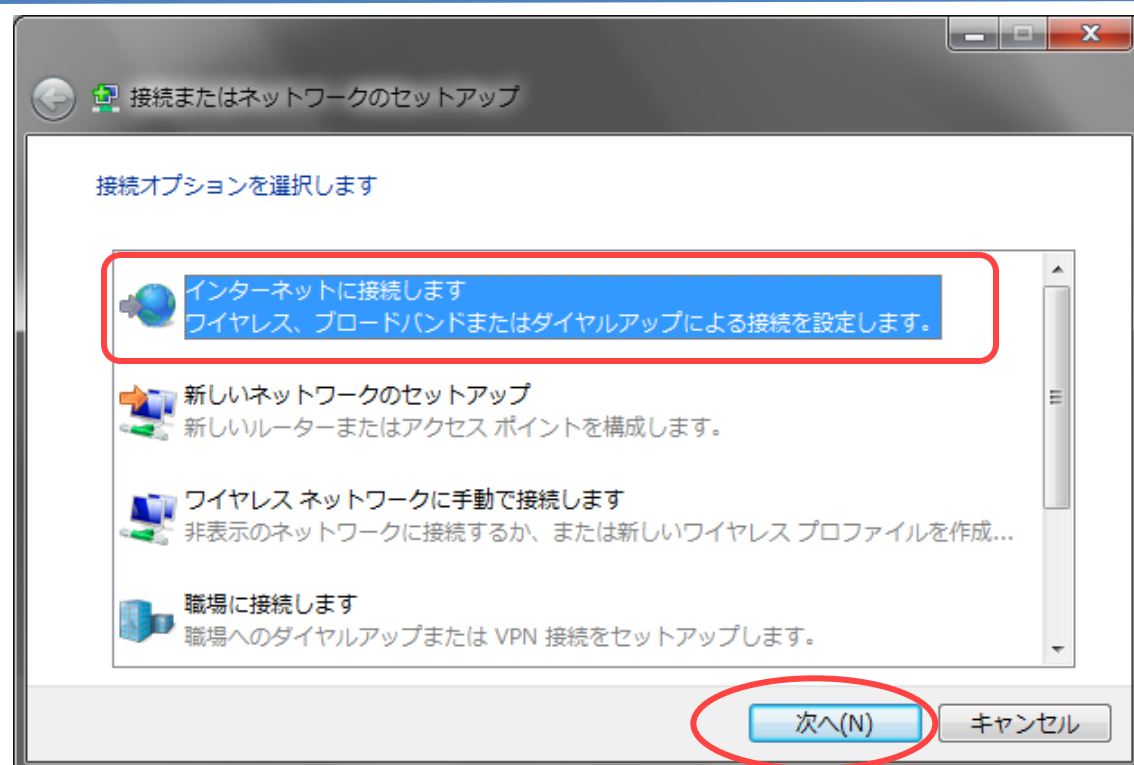 接続またはネットワークのセットアップ
接続オプションを選択します
インターネットに接続します
ワイヤレス、ブロードバンドまたはダイヤルアップによる接続を設定します。
新しいネットワークのセットアップ
新しいルーターまたはアクセス ポイントを構成します。
ワイヤレス ネットワークに手動で接続します
非表示のネットワークに接続するか、または新しいワイヤレス プロファイルを作成...
職場に接続します
職場へのダイヤルアップまたは VPN 接続をセットアップします。
次へ(N)
キャンセル